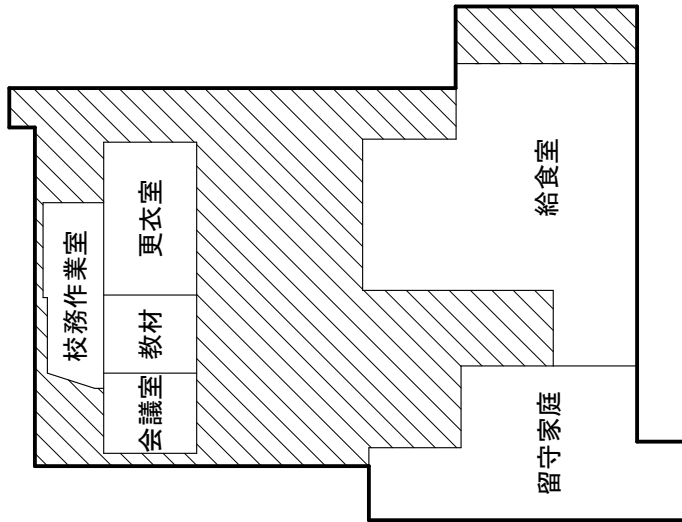 校務作業室
更衣室
教材
会議室
給食室
留守家庭